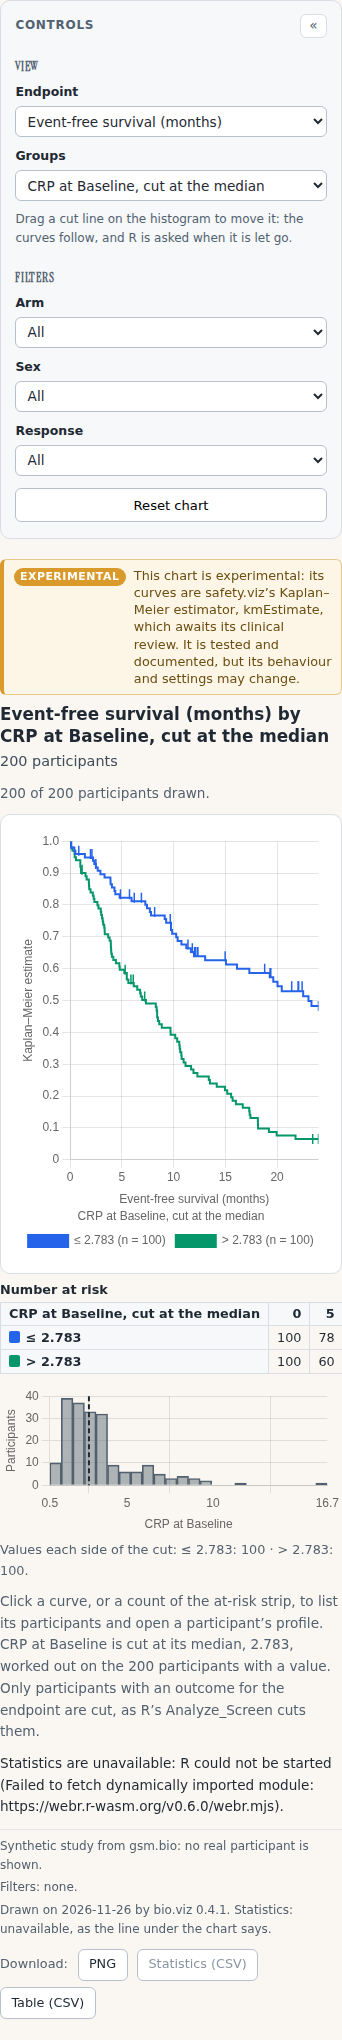 CONTROLS
«
VIEW
Endpoint
Event-free survival (months)
Groups
CRP at Baseline, cut at the median
Drag a cut line on the histogram to move it: the
curves follow, and R is asked when it is let go.
FILTERS
Arm
All
Sex
All
Response
All
Reset chart
EXPERIMENTAL
This chart is experimental: its
curves are safety.viz’s Kaplan–
Meier estimator, kmEstimate,
which awaits its clinical
review. It is tested and
documented, but its behaviour
and settings may change.
Event-free survival (months) by
CRP at Baseline, cut at the median
200 participants
200 of 200 participants drawn.
1.0
0.9
0.8
0.7
0.6
0.5
0.4
0.3
0.2
0.1
0
Kaplan–Meier estimate
0 5 10 15 20
Event-free survival (months)
CRP at Baseline, cut at the median
≤ 2.783 (n = 100) > 2.783 (n = 100)
Number at risk
CRP at Baseline, cut at the median 0 5
≤ 2.783 100 78
> 2.783 100 60
40
30
20
10
0
Participants
0.5 5 10 16.7
CRP at Baseline
Values each side of the cut: ≤ 2.783: 100 · > 2.783:
100.
Click a curve, or a count of the at-risk strip, to list
its participants and open a participant’s profile.
CRP at Baseline is cut at its median, 2.783,
worked out on the 200 participants with a value.
Only participants with an outcome for the
endpoint are cut, as R’s Analyze_Screen cuts
them.
Statistics are unavailable: R could not be started
(Failed to fetch dynamically imported module:
https://webr.r-wasm.org/v0.6.0/webr.mjs).
Synthetic study from gsm.bio: no real participant is
shown.
Filters: none.
Drawn on 2026-11-26 by bio.viz 0.4.1. Statistics:
unavailable, as the line under the chart says.
Download: PNG Statistics (CSV)
Table (CSV)